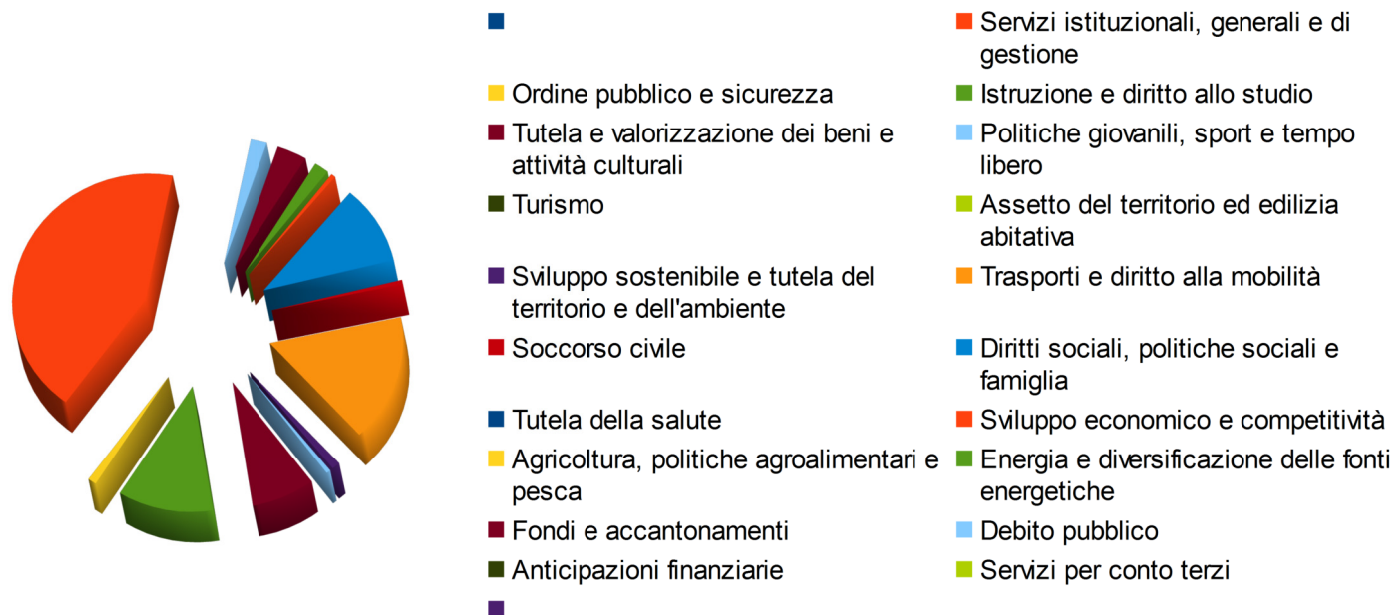 Servizi istituzionali, generali e di
gestione
Ordine pubblico e sicurezza
Istruzione e diritto allo studio
Tutela e valorizzazione dei beni e
attività culturali
Politiche giovanili, sport e tempo
libero
Turismo
Assetto del territorio ed edilizia
abitativa
Sviluppo sostenibile e tutela del
territorio e dell'ambiente
Trasporti e diritto alla mobilità
Soccorso civile
Diritti sociali, politiche sociali e
famiglia
Tutela della salute
Sviluppo economico e competitività
Agricoltura, politiche agroalimentari e
pesca
Energia e diversificazione delle fonti
energetiche
Fondi e accantonamenti
Debito pubblico
Anticipazioni finanziarie
Servizi per conto terzi